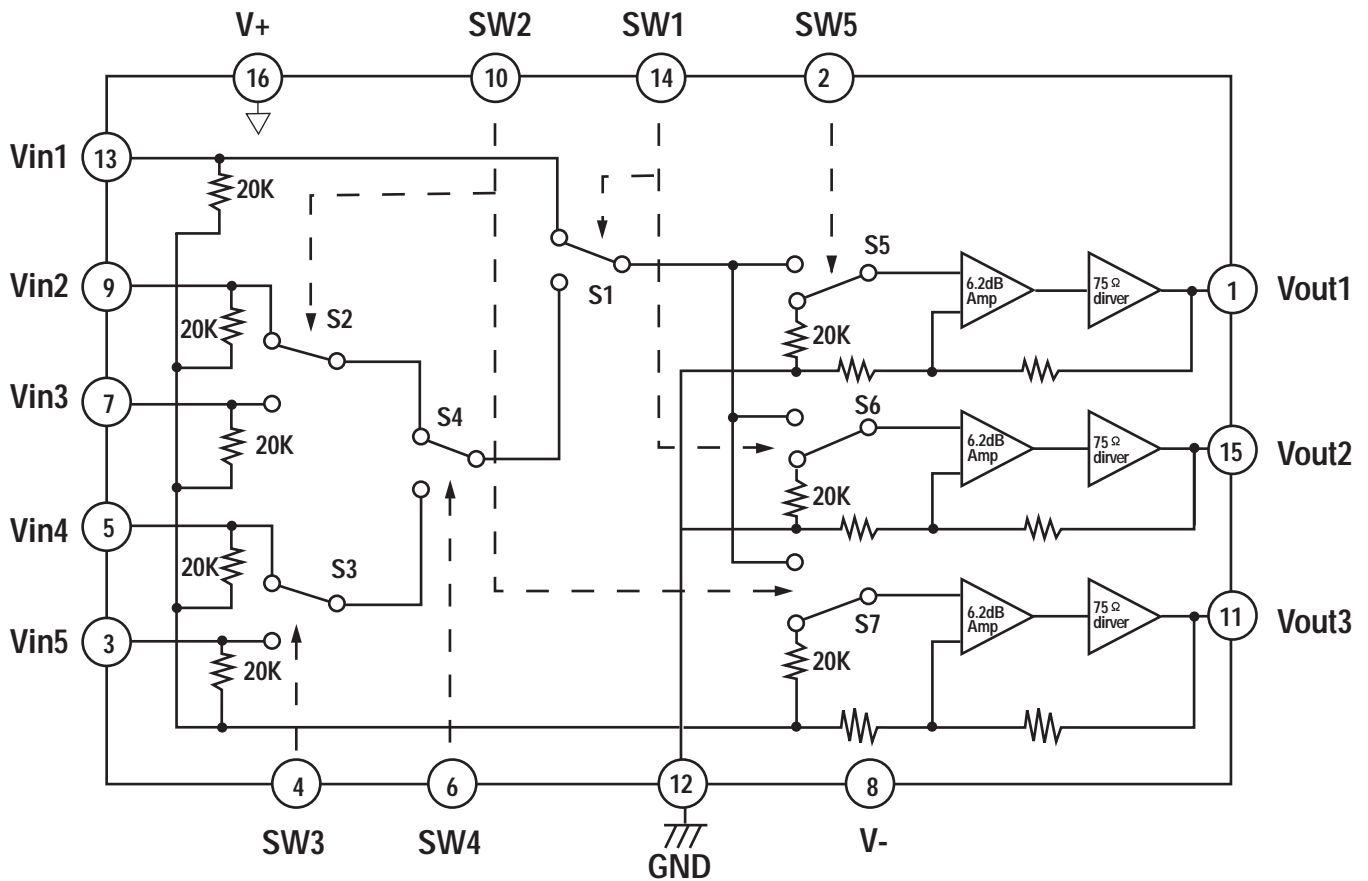 V+ SW2 SW1 SW5
16 10 14 2
Vin1 13
20K
Vin2 9
S5
S1
6.2dB Amp
75 Ω dirver
1 Vout1
S2
20K
20K
Vin3 7
S4
S6
20K
6.2dB Amp
75 Ω dirver
15 Vout2
20K
Vin4 5
20K
S3
6.2dB Amp
75 Ω dirver
11 Vout3
S7
Vin5 3
20K
20K
4 6 12 8
SW3 SW4 GND V-